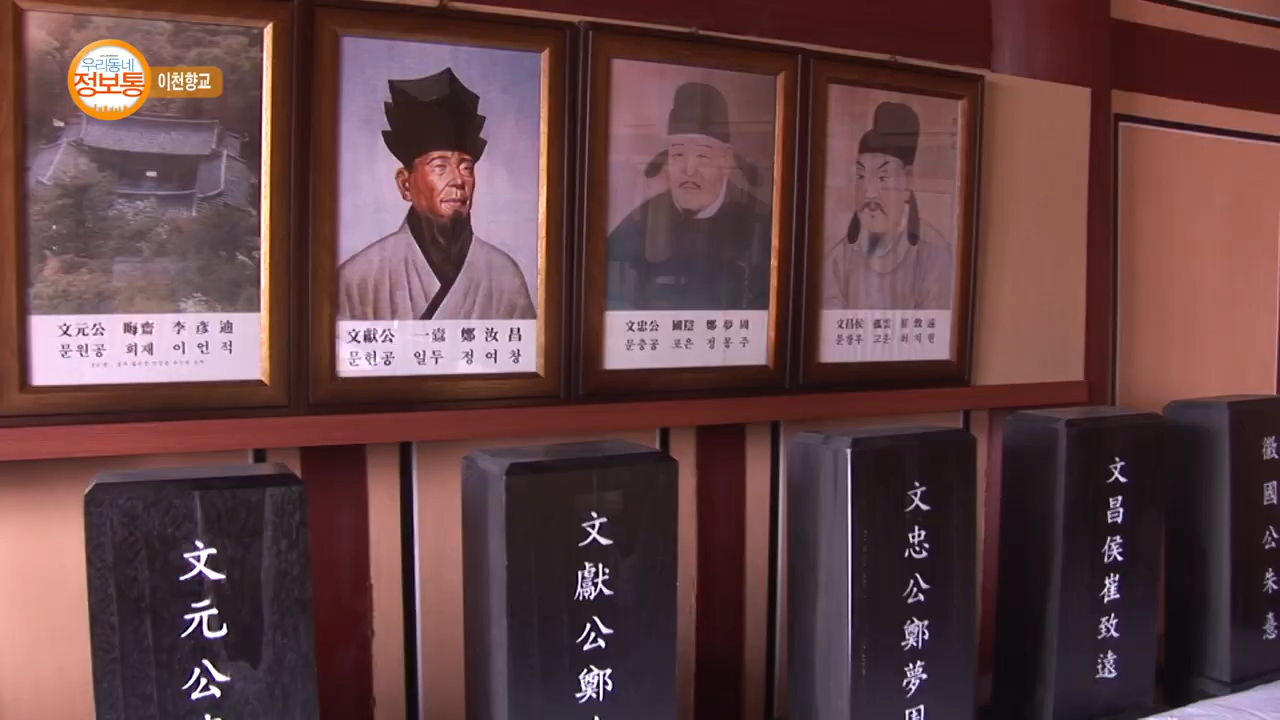 우리동네
정보통
이천향교
文元公 晦齋 李彦迪
문원공 회재 이언적
文獻公 一蠹 鄭汝昌
문헌공 일두 정여창
文忠公 圃隱 鄭夢周
문충공 포은 정몽주
文昌侯 孤雲 崔致遠
문창후 고운 최치원
文元公
文獻公鄭
文忠公鄭夢周
文昌侯崔致遠
徽國公朱憙